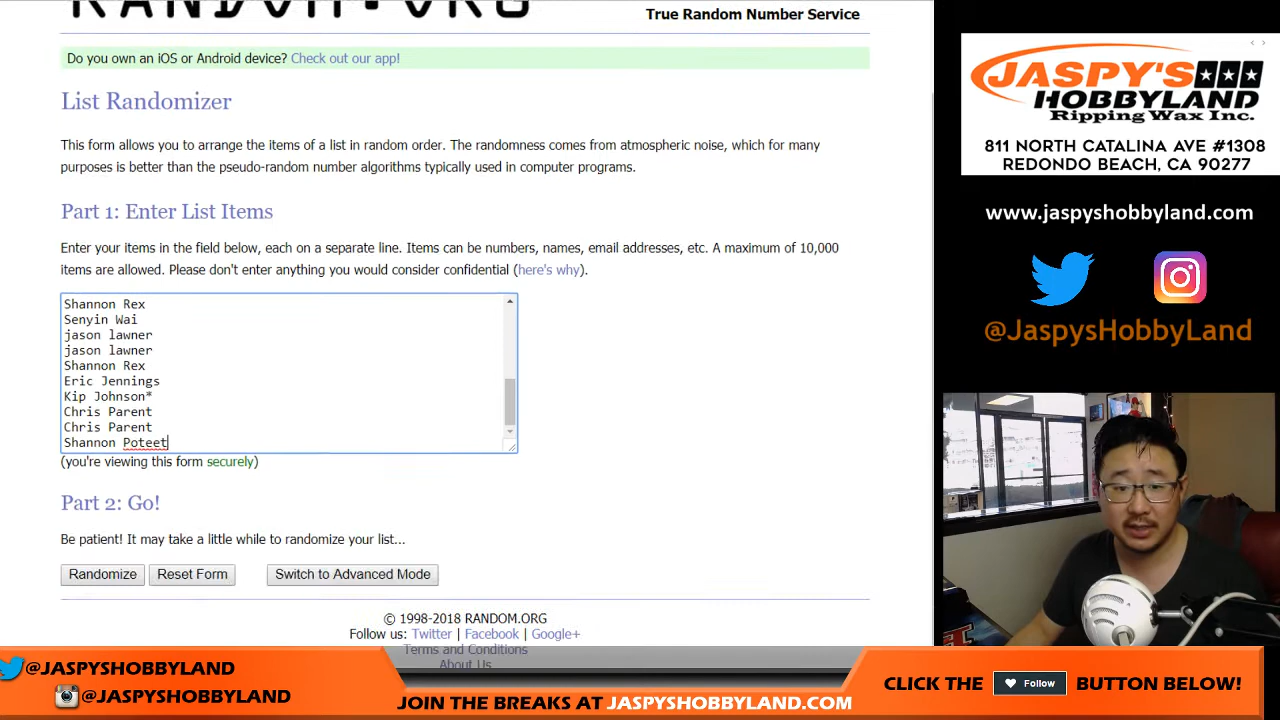 RANDOM.ORG
True Random Number Service
Do you own an iOS or Android device? Check out our app!
List Randomizer
This form allows you to arrange the items of a list in random order. The randomness comes from atmospheric noise, which for many
purposes is better than the pseudo-random number algorithms typically used in computer programs.
Part 1: Enter List Items
Enter your items in the field below, each on a separate line. Items can be numbers, names, email addresses, etc. A maximum of 10,000
items are allowed. Please don't enter anything you would consider confidential (here's why).
Shannon Rex
Senyin Wai
jason lawner
jason lawner
Shannon Rex
Eric Jennings
Kip Johnson*
Chris Parent
Chris Parent
Shannon Poteet
(you're viewing this form securely)
Part 2: Go!
Be patient! It may take a little while to randomize your list...
Randomize
Reset Form
Switch to Advanced Mode
© 1998-2018 RANDOM.ORG
Follow us: Twitter | Facebook | Google+
Terms and Conditions
About Us
JASPY'S
HOBBYLAND
Ripping Wax Inc.
811 NORTH CATALINA AVE #1308
REDONDO BEACH, CA 90277
www.jaspyshobbyland.com
@JaspysHobbyLand
@JASPYSHOBBYLAND
@JASPYSHOBBYLAND
JOIN THE BREAKS AT JASPYSHOBBYLAND.COM
CLICK THE Follow BUTTON BELOW!